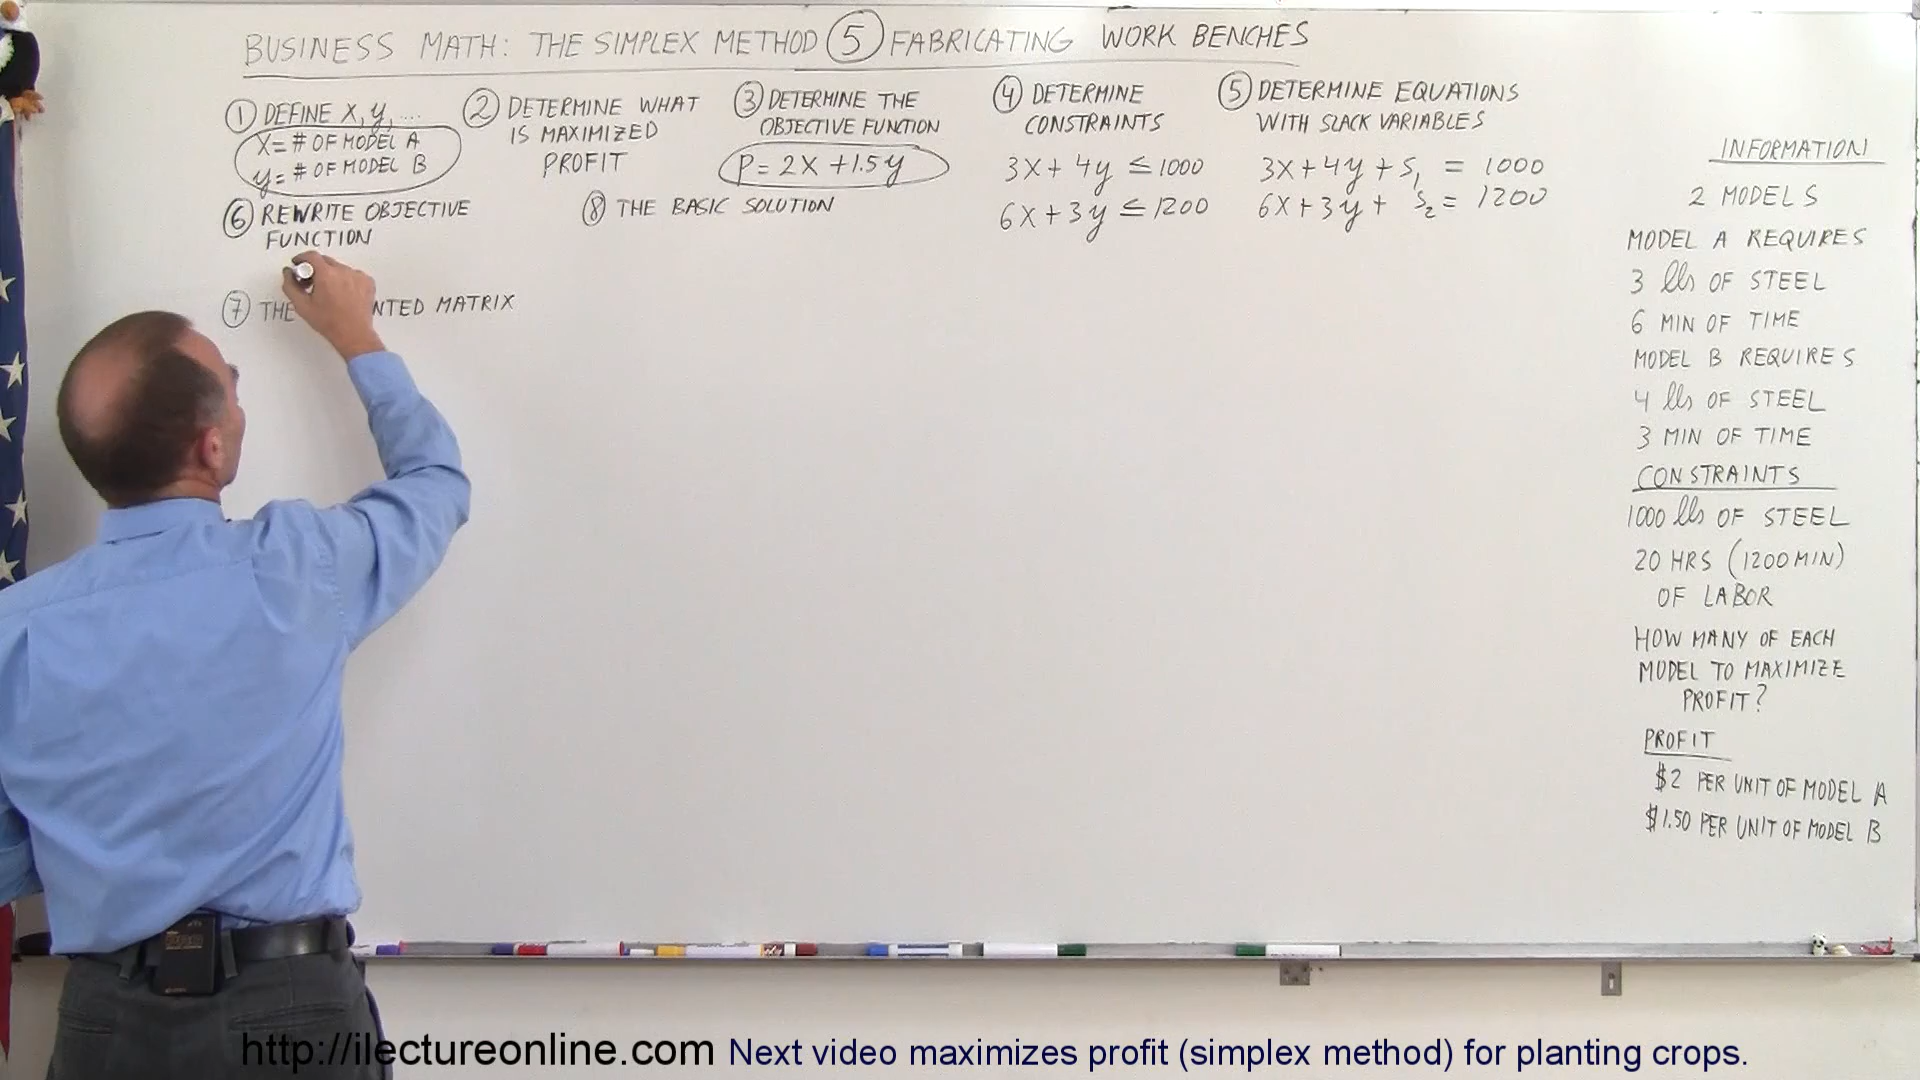 BUSINESS MATH: THE SIMPLEX METHOD 5 FABRICATING WORK BENCHES
1 DEFINE X, y, ....
X = # OF MODEL A
y = # OF MODEL B
2 DETERMINE WHAT
IS MAXIMIZED
PROFIT
3 DETERMINE THE
OBJECTIVE FUNCTION
P = 2X + 1.5y
4 DETERMINE
CONSTRAINTS
3X + 4y ≤ 1000
6X + 3y ≤ 1200
5 DETERMINE EQUATIONS
WITH SLACK VARIABLES
3X + 4y + S₁ = 1000
6X + 3y + S₂ = 1200
6 REWRITE OBJECTIVE
FUNCTION
7 THE NTED MATRIX
8 THE BASIC SOLUTION
INFORMATION
2 MODELS
MODEL A REQUIRES
3 lbs OF STEEL
6 MIN OF TIME
MODEL B REQUIRES
4 lbs OF STEEL
3 MIN OF TIME
CONSTRAINTS
1000 lbs OF STEEL
20 HRS (1200 MIN)
OF LABOR
HOW MANY OF EACH
MODEL TO MAXIMIZE
PROFIT?
PROFIT
$2 PER UNIT OF MODEL A
$1.50 PER UNIT OF MODEL B
http://ilectureonline.com Next video maximizes profit (simplex method) for planting crops.